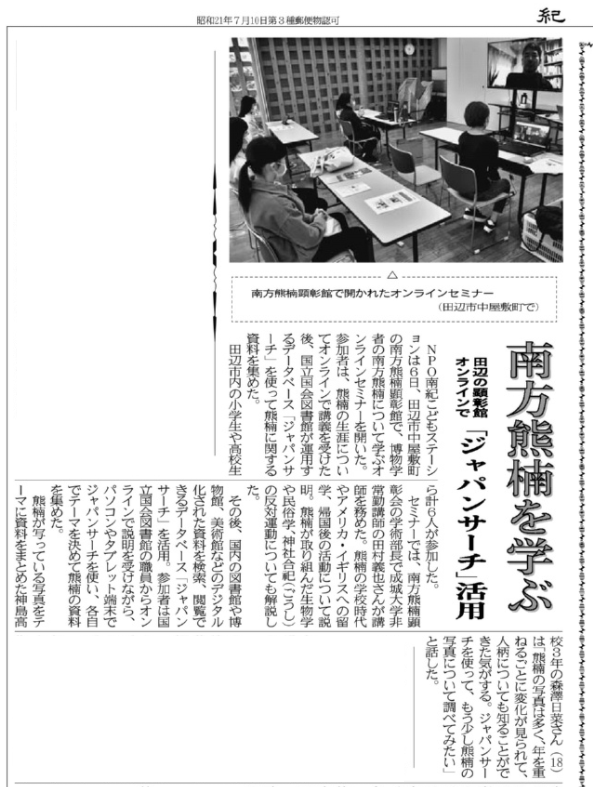 昭和21年7月10日第3種郵便物認可
紀
南方熊楠顕彰館で開かれたオンラインセミナー
(田辺市中屋敷町で)
南方熊楠を学ぶ
田辺の顕彰館
オンラインで
「ジャパンサーチ」活用
NPO南紀こどもステーシ
ョンは6日、田辺市中屋敷町
の南方熊楠顕彰館で、博物学
者の南方熊楠について学ぶオ
ンラインセミナーを開いた。
参加者は、熊楠の生涯につい
てオンラインで講義を受けた
後、国立国会図書館が運用す
るデータベース「ジャパンサ
ーチ」を使って熊楠に関する
資料を集めた。
田辺市内の小学生や高校生
ら計6人が参加した。
セミナーでは、南方熊楠顕
彰会の学術部長で成城大学非
常勤講師の田村義也さんが講
師を務めた。熊楠の学校時代
やアメリカ・イギリスへの留
学、帰国後の活動について説
明。熊楠が取り組んだ生物学
や民俗学、神社合祀(ごうし)
の反対運動についても解説し
た。
その後、国内の図書館や博
物館、美術館などのデジタル
化された資料を検索、閲覧で
きるデータベース「ジャパン
サーチ」を活用。参加者は国
立国会図書館の職員からオン
ラインで説明を受けながら、
パソコンやタブレット端末で
ジャパンサーチを使い、各自
でテーマを決めて熊楠の資料
を集めた。
熊楠が写っている写真をテ
ーマに資料をまとめた神島高
校3年の森澤日菜さん(18)
は「熊楠の写真は多く、年を重
ねるごとに変化が見られて、
人柄についても知ることがで
きた気がする。ジャパンサー
チを使って、もう少し熊楠の
写真について調べてみたい」
と話した。